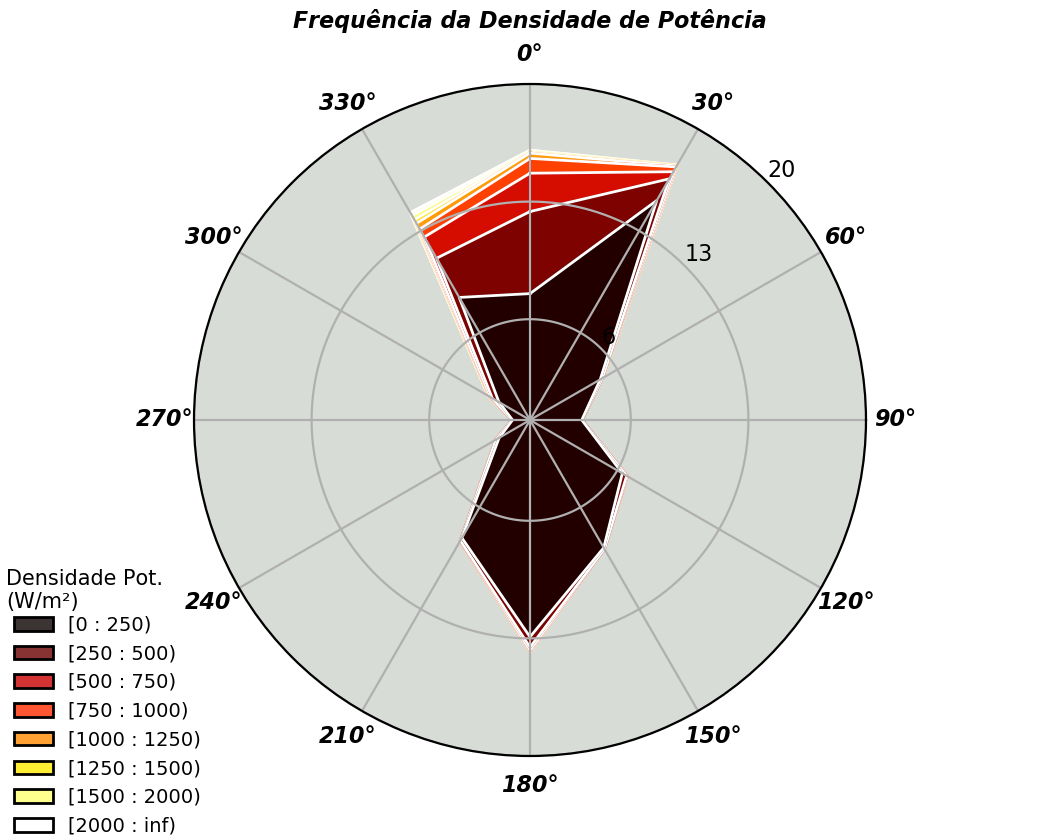 Frequência da Densidade de Potência
0°
330°
30°
20
300°
60°
13
6
270°
90°
Densidade Pot.
(W/m²)
240°
120°
[0 : 250)
[250 : 500)
[500 : 750)
[750 : 1000)
210°
150°
[1000 : 1250)
[1250 : 1500)
180°
[1500 : 2000)
[2000 : inf)